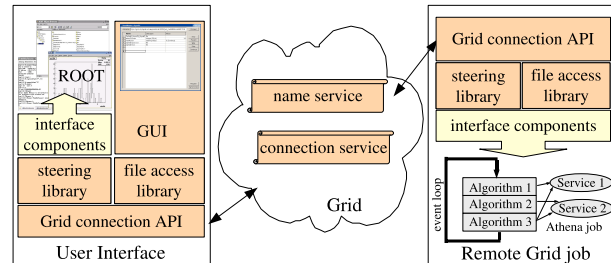 ROOT
interface
components
GUI
steering
library
file access
library
Grid connection API
User Interface
name service
connection service
Grid
Grid connection API
steering
library
file access
library
interface components
event loop
Algorithm 1
Algorithm 2
Algorithm 3
Service 1
Service 2
Athena job
Remote Grid job